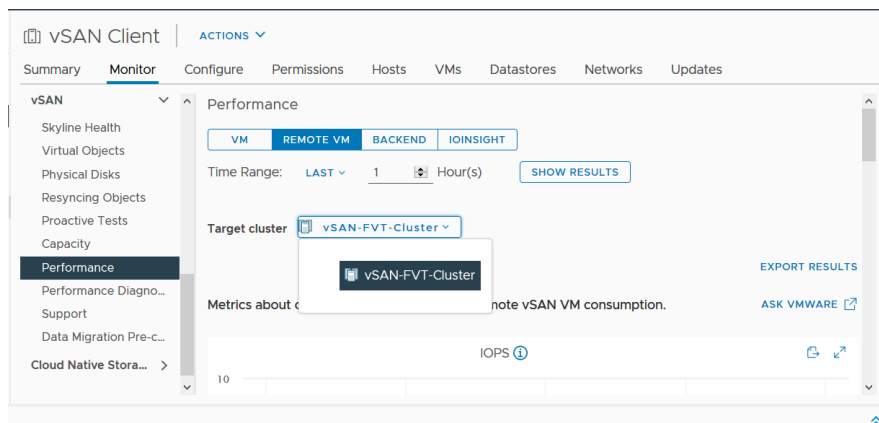 vSAN Client ACTIONS
Summary Monitor Configure Permissions Hosts VMs Datastores Networks Updates
vSAN
Skyline Health
Virtual Objects
Physical Disks
Resyncing Objects
Proactive Tests
Capacity
Performance
Performance Diagno...
Support
Data Migration Pre-c...
Cloud Native Stora...
Performance
VM REMOTE VM BACKEND IOINSIGHT
Time Range: LAST 1 Hour(s) SHOW RESULTS
Target cluster vSAN-FVT-Cluster
vSAN-FVT-Cluster
EXPORT RESULTS
Metrics about mote vSAN VM consumption. ASK VMWARE
IOPS
10